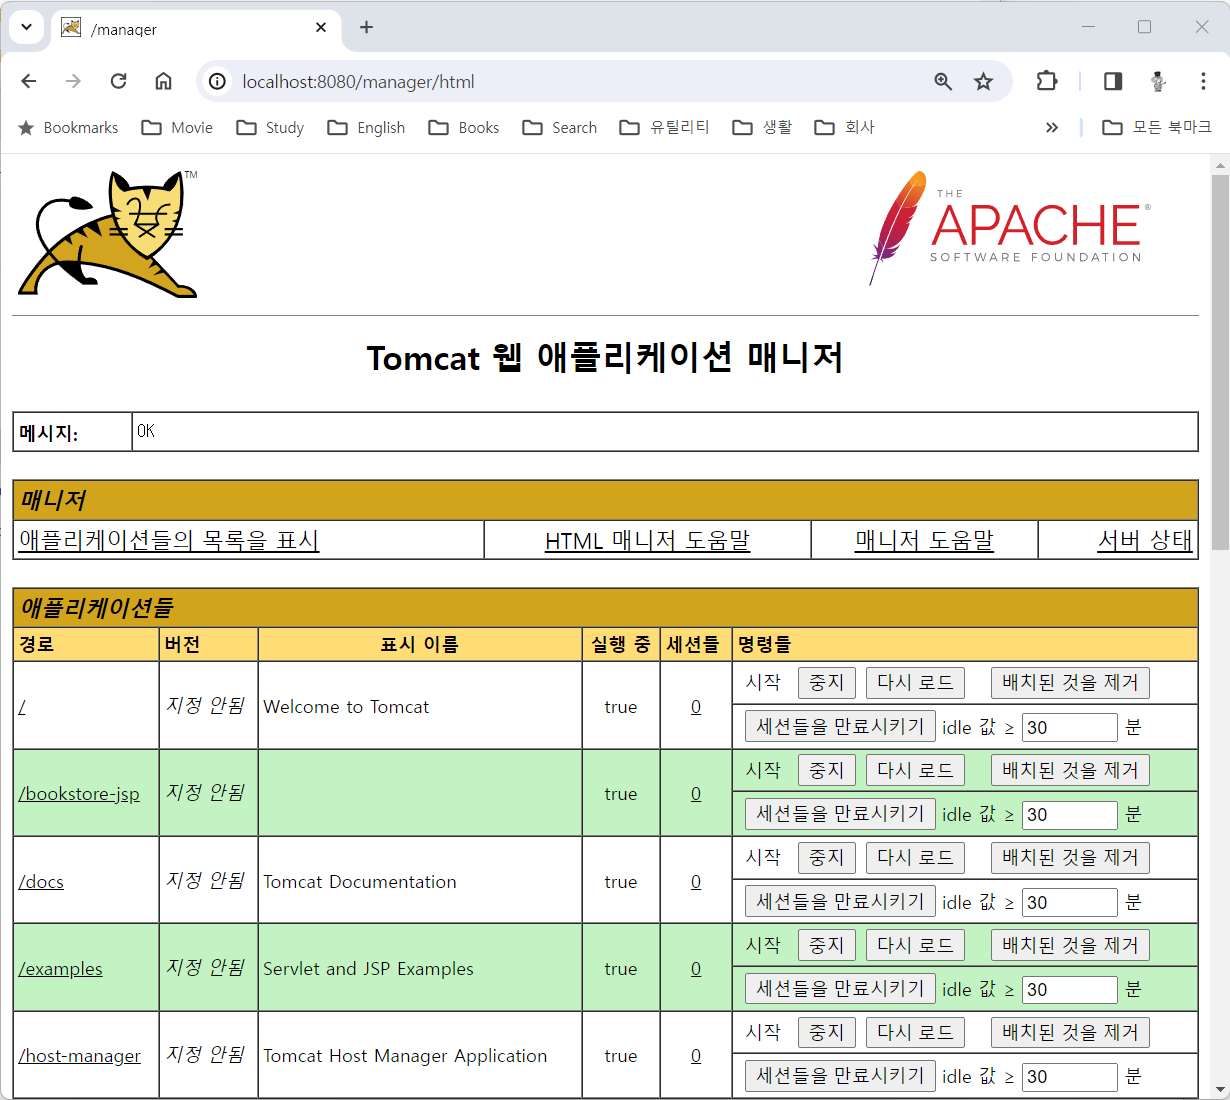 /manager
localhost:8080/manager/html
Bookmarks Movie Study English Books Search 유틸리티 생활 회사 » 모든 북마크
TM
THE
APACHE®
SOFTWARE FOUNDATION
Tomcat 웹 애플리케이션 매니저
메시지: OK
매니저
애플리케이션들의 목록을 표시 HTML 매니저 도움말 매니저 도움말 서버 상태
애플리케이션들
경로 버전 표시 이름 실행 중 세션들 명령들
시작 중지 다시 로드 배치된 것을 제거
/ 지정 안됨 Welcome to Tomcat true 0
세션들을 만료시키기 idle 값 ≥ 30 분
시작 중지 다시 로드 배치된 것을 제거
/bookstore-jsp 지정 안됨 true 0
세션들을 만료시키기 idle 값 ≥ 30 분
시작 중지 다시 로드 배치된 것을 제거
/docs 지정 안됨 Tomcat Documentation true 0
세션들을 만료시키기 idle 값 ≥ 30 분
시작 중지 다시 로드 배치된 것을 제거
/examples 지정 안됨 Servlet and JSP Examples true 0
세션들을 만료시키기 idle 값 ≥ 30 분
시작 중지 다시 로드 배치된 것을 제거
/host-manager 지정 안됨 Tomcat Host Manager Application true 0
세션들을 만료시키기 idle 값 ≥ 30 분